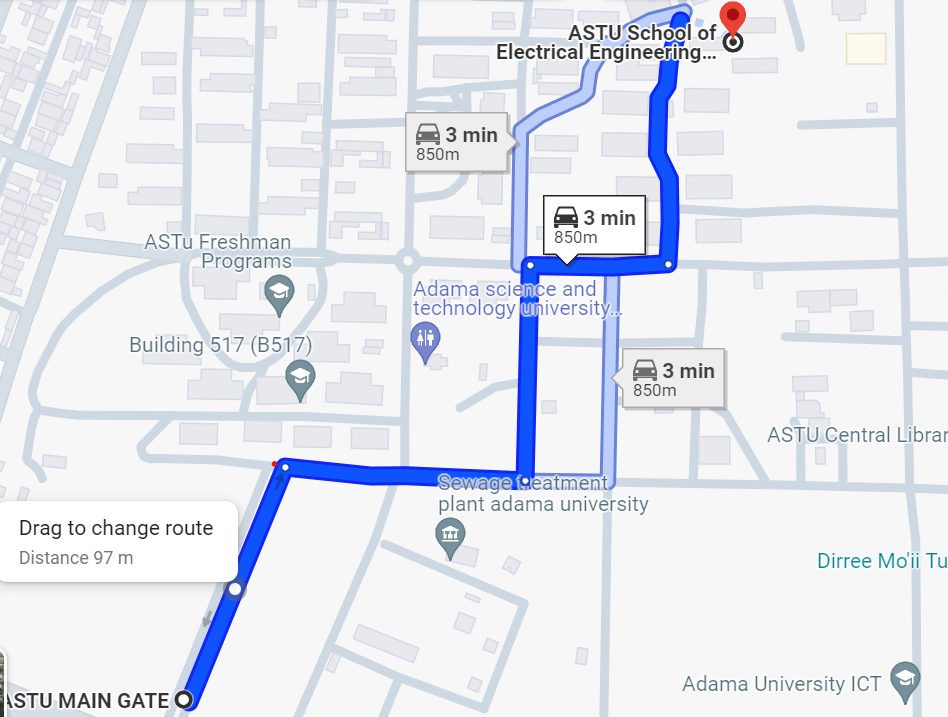 ASTU School of
Electrical Engineering...
3 min
850m
3 min
850m
ASTu Freshman
Programs
Adama science and
technology university...
Building 517 (B517)
3 min
850m
ASTU Central Librar
Sewage treatment
plant adama university
Drag to change route
Distance 97 m
Dirree Mo'ii Tu
Adama University ICT
ASTU MAIN GATE